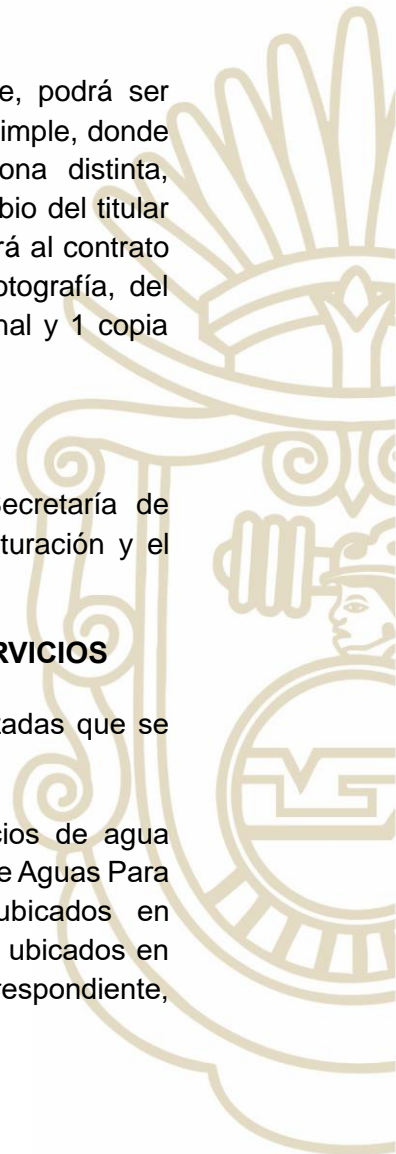 e, podrá ser
imple, donde
ona distinta,
bio del titular
rá al contrato
otografía, del
nal y 1 copia
ecretaría de
turación y el
RVICIOS
tadas que se
cios de agua
e Aguas Para
ubicados en
ubicados en
respondiente,